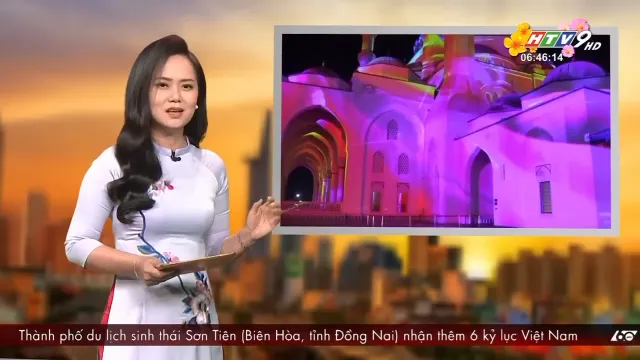 HTV9 HD
06:46:14
Thành phố du lịch sinh thái Sơn Tiên (Biên Hòa, tỉnh Đồng Nai) nhận thêm 6 kỷ lục Việt Nam